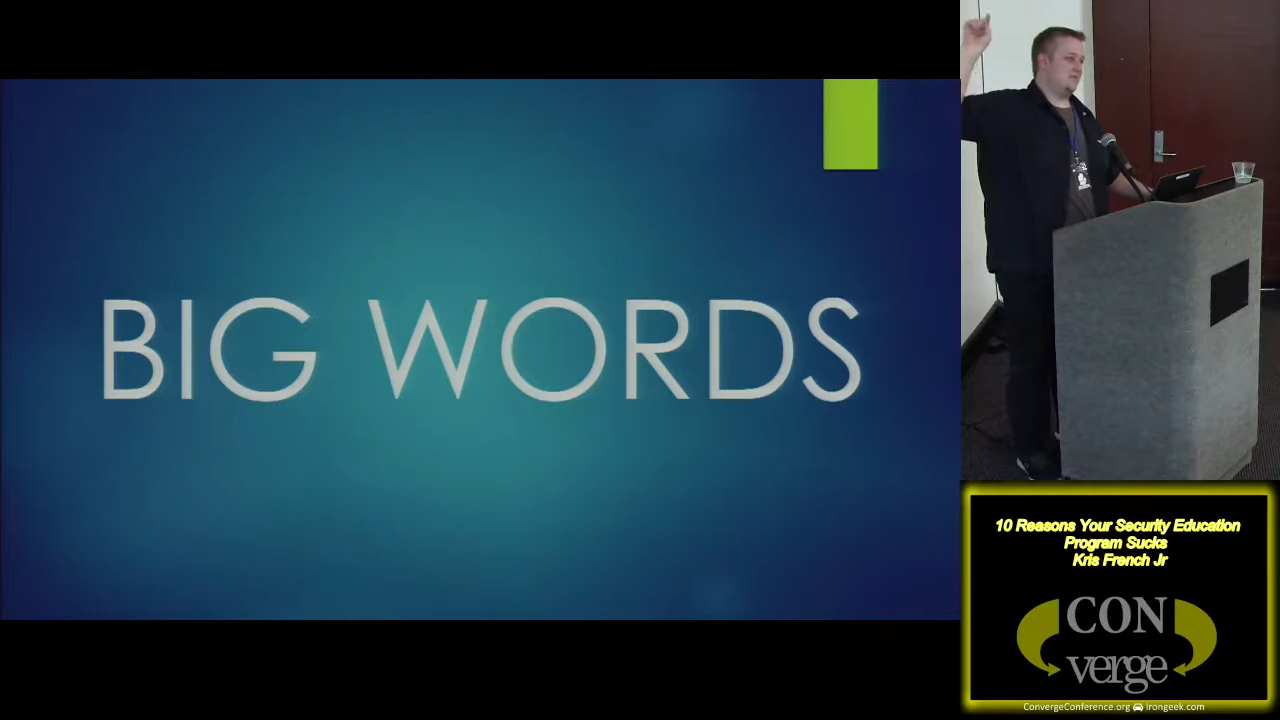 BIG WORDS
10 Reasons Your Security Education
Program Sucks
Kris French Jr
CON
verge
ConvergeConference.org Irongeek.com